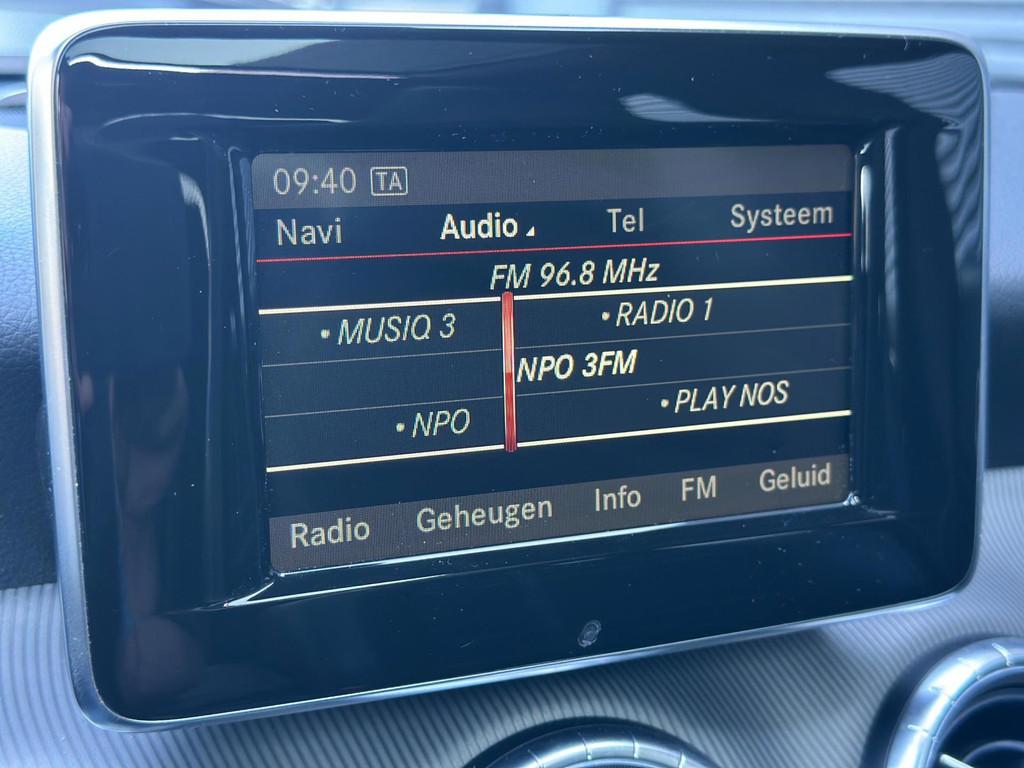 09:40 TA
Navi Audio Tel Systeem
FM 96.8 MHz
• MUSIQ 3 • RADIO 1
NPO 3FM
• NPO • PLAY NOS
Radio Geheugen Info FM Geluid